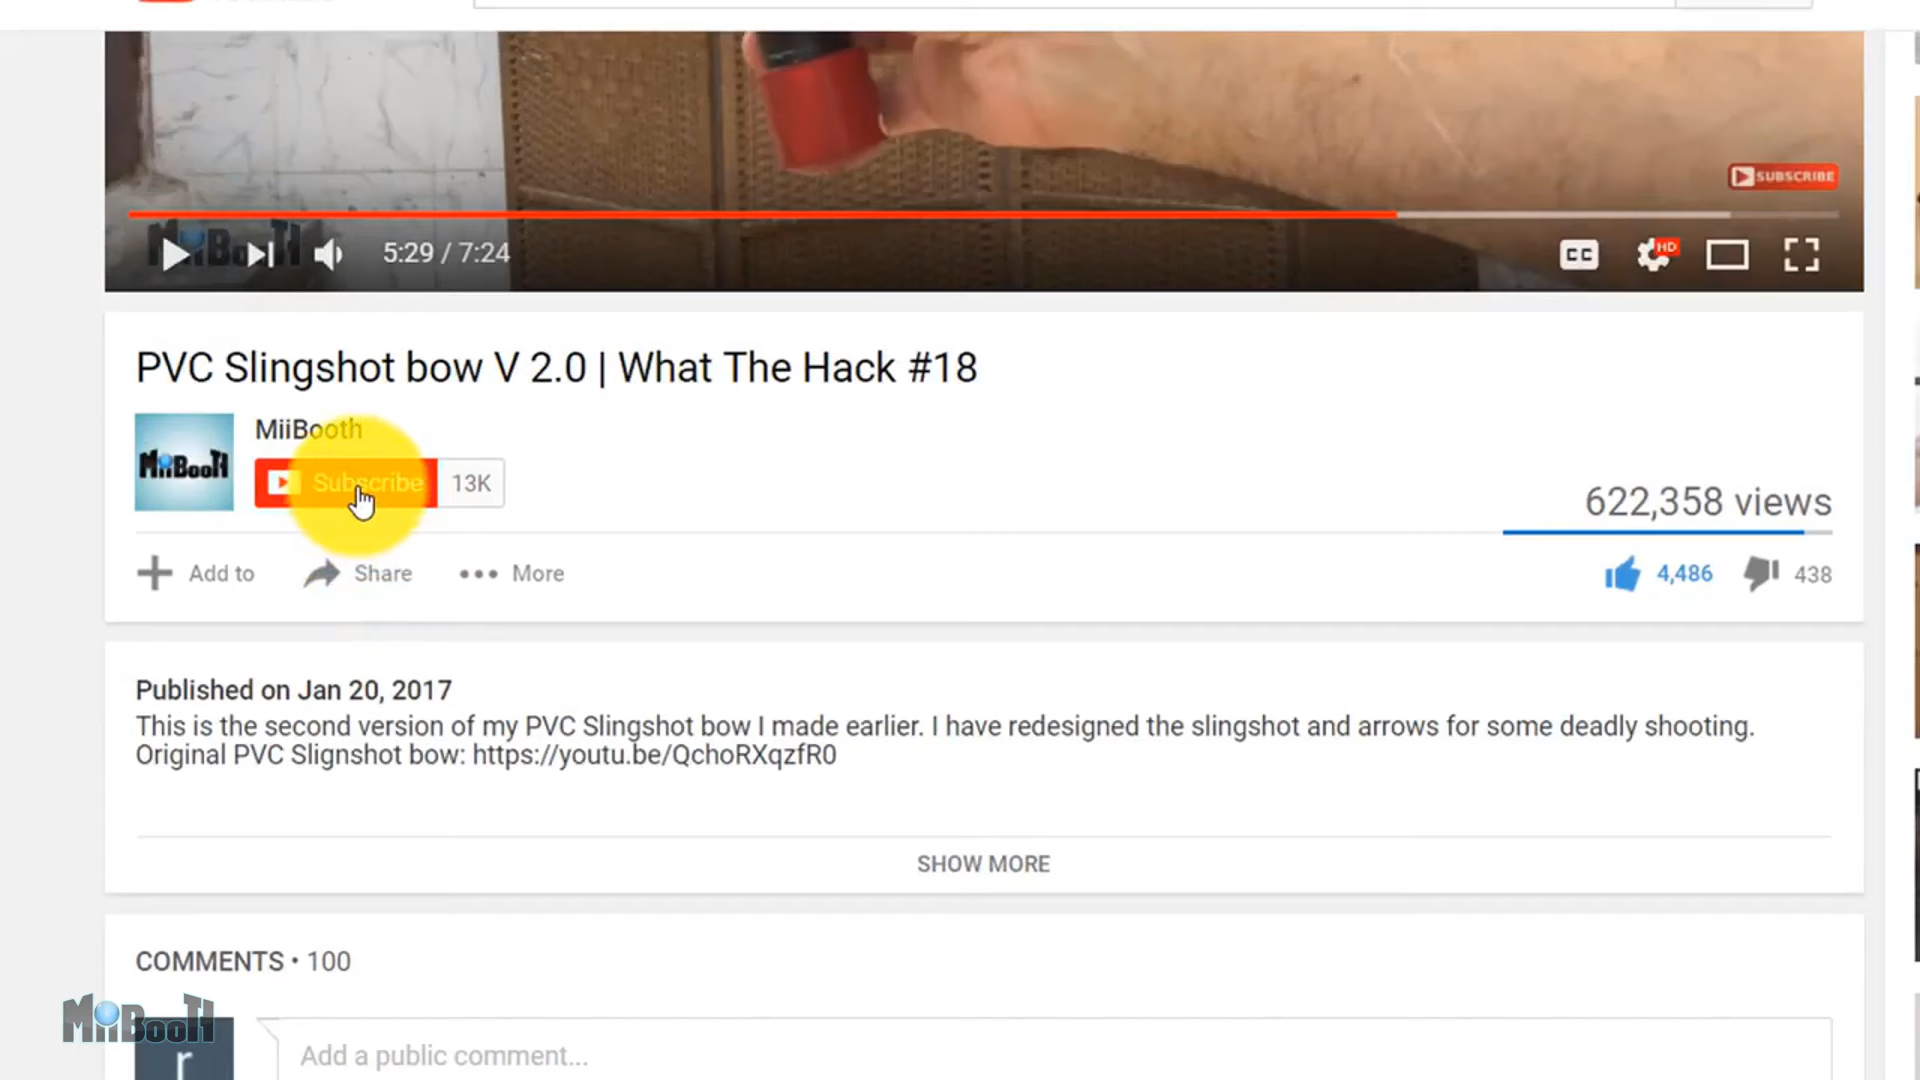 SUBSCRIBE
MiiBooTH
5:29 / 7:24
CC
HD
PVC Slingshot bow V 2.0 | What The Hack #18
MiiBooTH
MiiBooth
Subscribe 13K
622,358 views
Add to Share More
4,486 438
Published on Jan 20, 2017
This is the second version of my PVC Slingshot bow I made earlier. I have redesigned the slingshot and arrows for some deadly shooting.
Original PVC Slignshot bow: https://youtu.be/QchoRXqzfR0
SHOW MORE
COMMENTS • 100
MiiBooTH
r
Add a public comment...